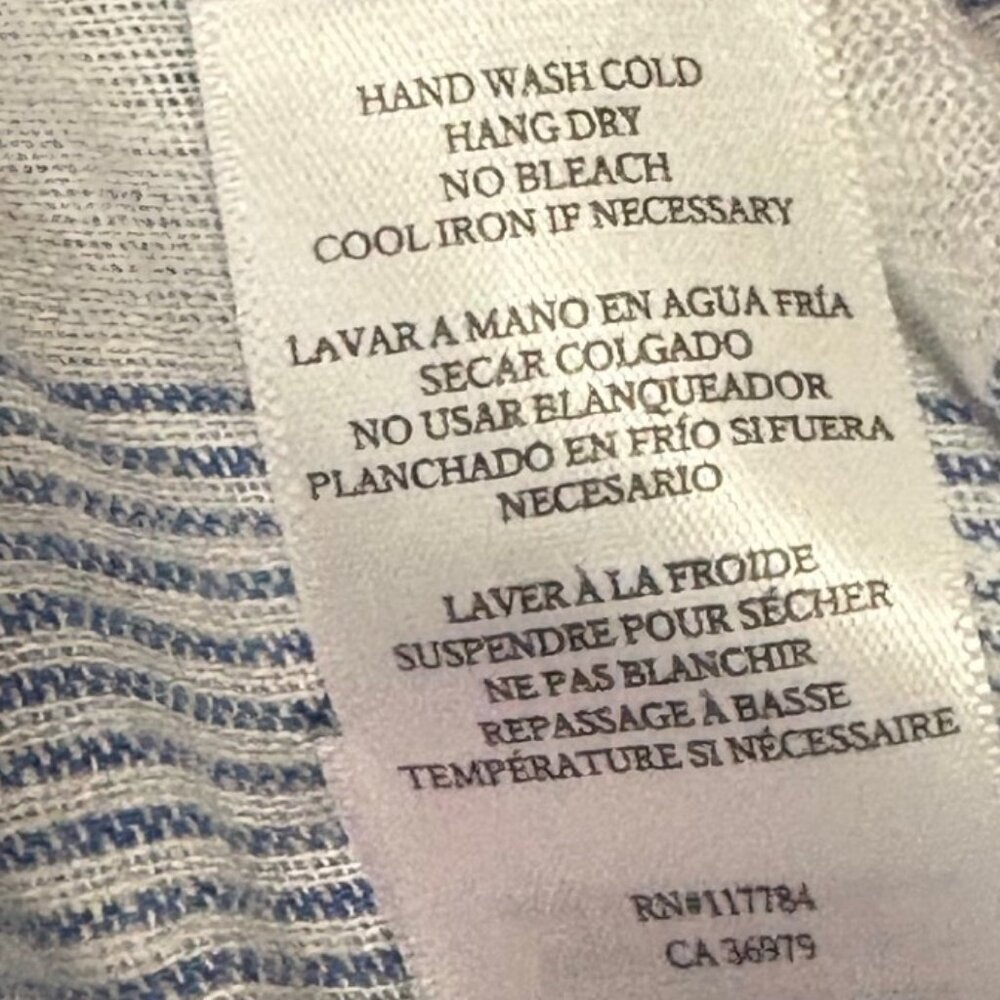 HAND WASH COLD
HANG DRY
NO BLEACH
COOL IRON IF NECESSARY
LAVAR A MANO EN AGUA FRÍA
SECAR COLGADO
NO USAR BLANQUEADOR
PLANCHADO EN FRÍO SI FUERA
NECESARIO
LAVER À LA FROIDE
SUSPENDRE POUR SÉCHER
NE PAS BLANCHIR
REPASSAGE À BASSE
TEMPÉRATURE SI NÉCESSAIRE
RN#117784
CA 36979